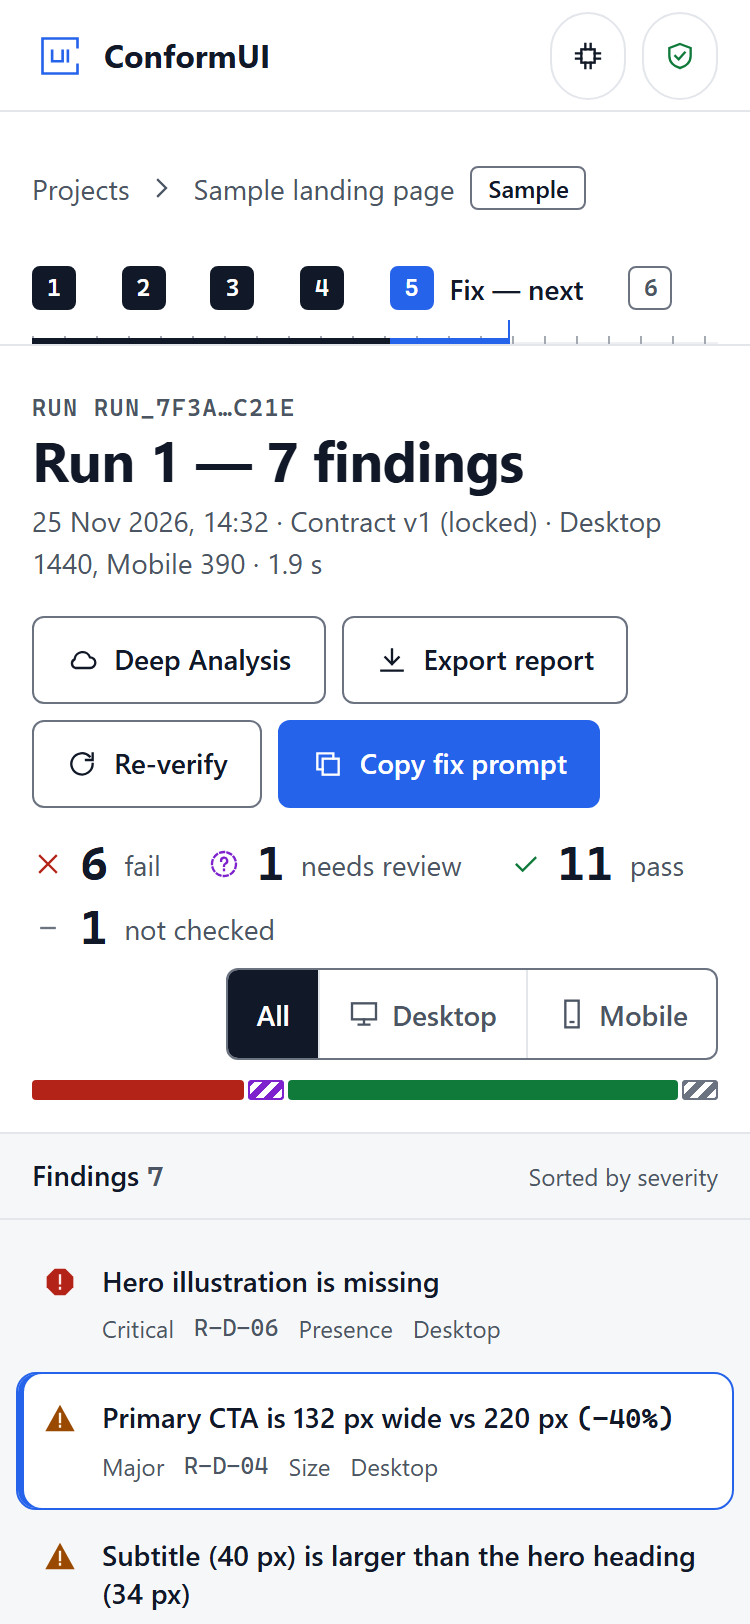 UI ConformUI
Projects > Sample landing page Sample
1 2 3 4 5 Fix — next 6
RUN RUN_7F3A…C21E
Run 1 — 7 findings
25 Nov 2026, 14:32 · Contract v1 (locked) · Desktop
1440, Mobile 390 · 1.9 s
Deep Analysis Export report
Re-verify Copy fix prompt
6 fail 1 needs review 11 pass
1 not checked
All Desktop Mobile
Findings 7 Sorted by severity
Hero illustration is missing
Critical R-D-06 Presence Desktop
Primary CTA is 132 px wide vs 220 px (−40%)
Major R-D-04 Size Desktop
Subtitle (40 px) is larger than the hero heading
(34 px)